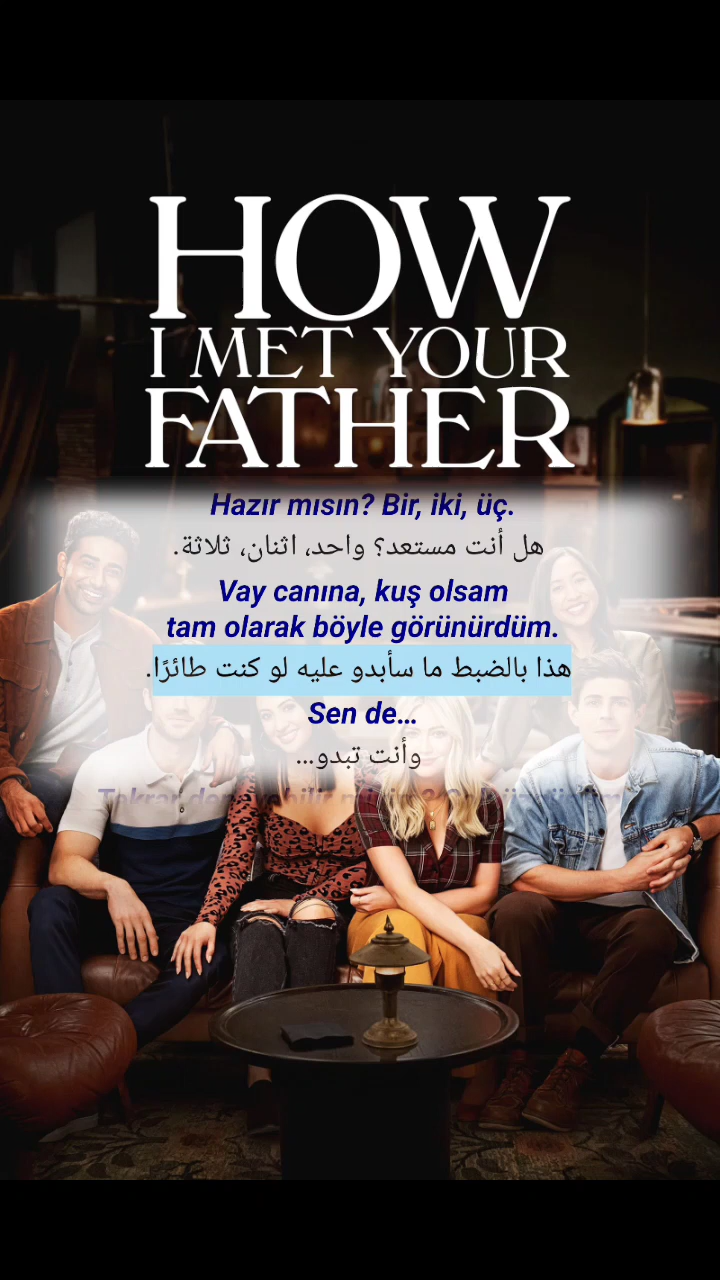 HOW
I MET YOUR
FATHER
Hazır mısın? Bir, iki, üç.
هل أنت مستعد؟ واحد، اثنان، ثلاثة.
Vay canına, kuş olsam
tam olarak böyle görünürdüm.
هذا بالضبط ما سأبدو عليه لو كنت طائرًا.
Sen de…
وأنت تبدو…
Tekrar